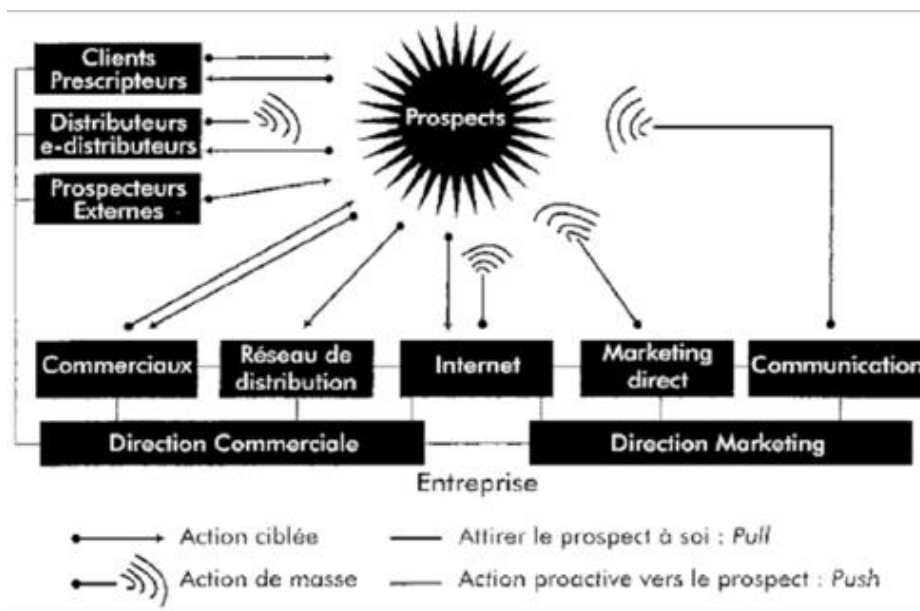 Clients
Prescripteurs
Distributeurs
e-distributeurs
Prospecteurs
Externes
Prospects
Commerciaux
Réseau de
distribution
Internet
Marketing
direct
Communication
Direction Commerciale
Direction Marketing
Entreprise
Action ciblée
Attirer le prospect à soi : Pull
Action de masse
Action proactive vers le prospect : Push